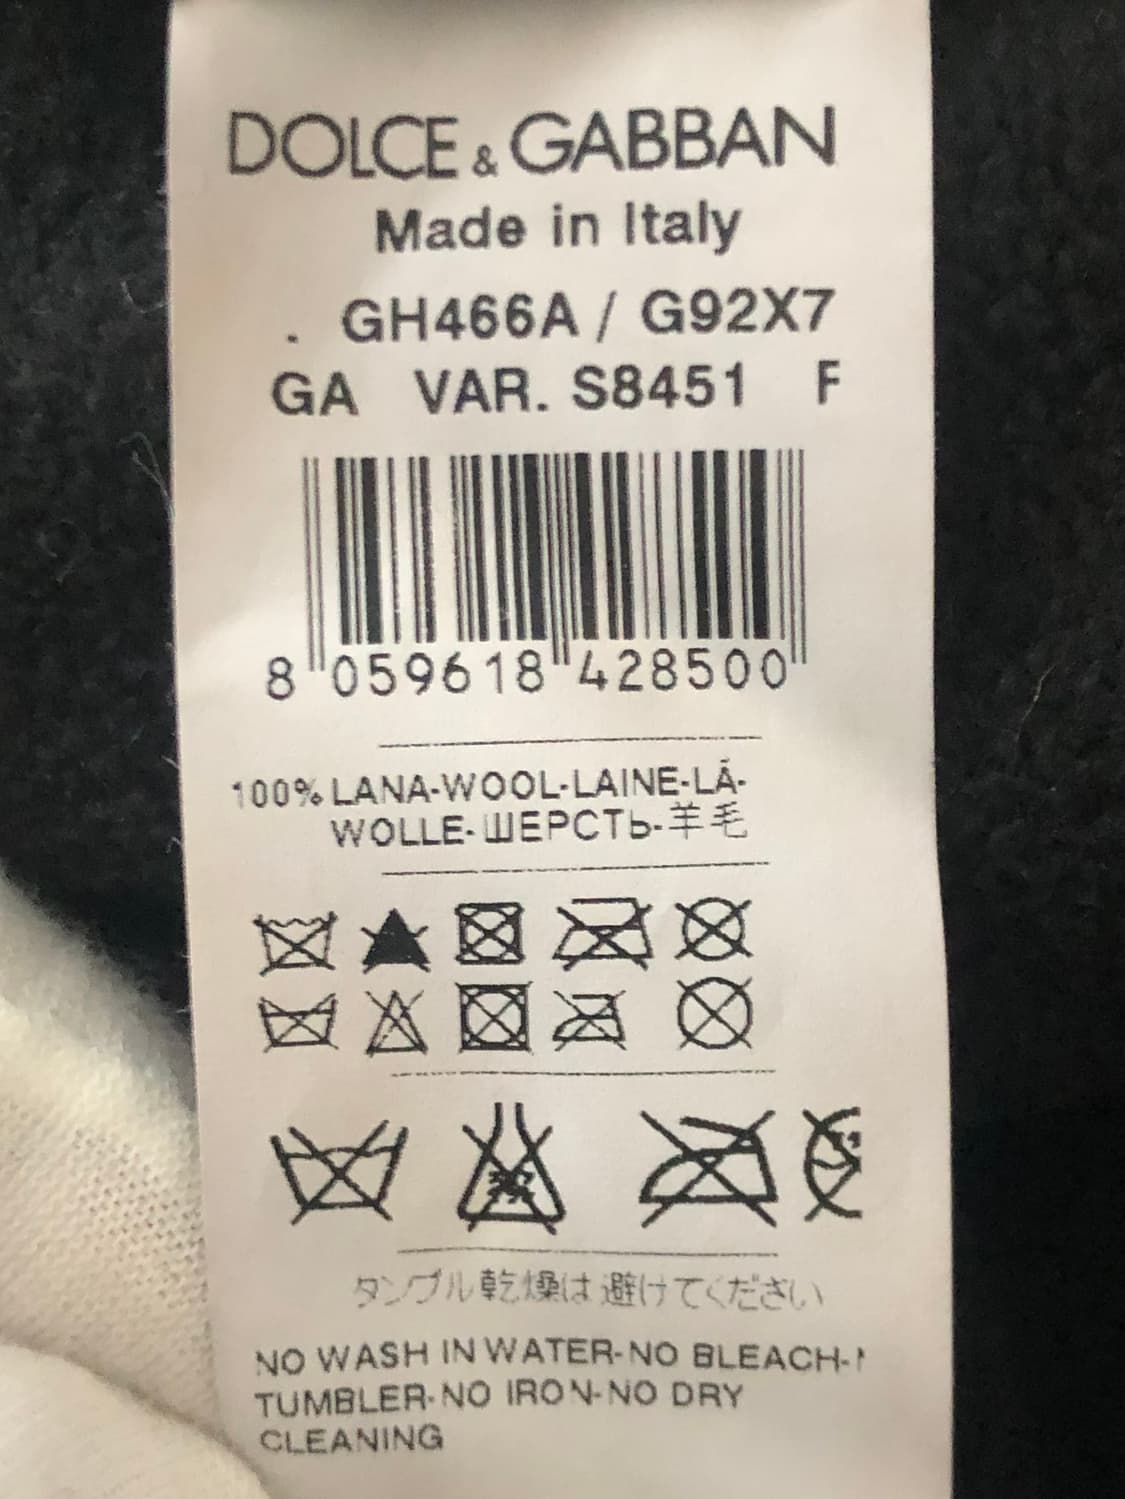 DOLCE & GABBAN
Made in Italy
. GH466A / G92X7
GA VAR. S8451 F
8 059618 428500
100% LANA-WOOL-LAINE-LÃ-
WOLLE-ШЕРСТЬ-羊毛
タンブル乾燥は避けてください
NO WASH IN WATER-NO BLEACH-
TUMBLER-NO IRON-NO DRY
CLEANING